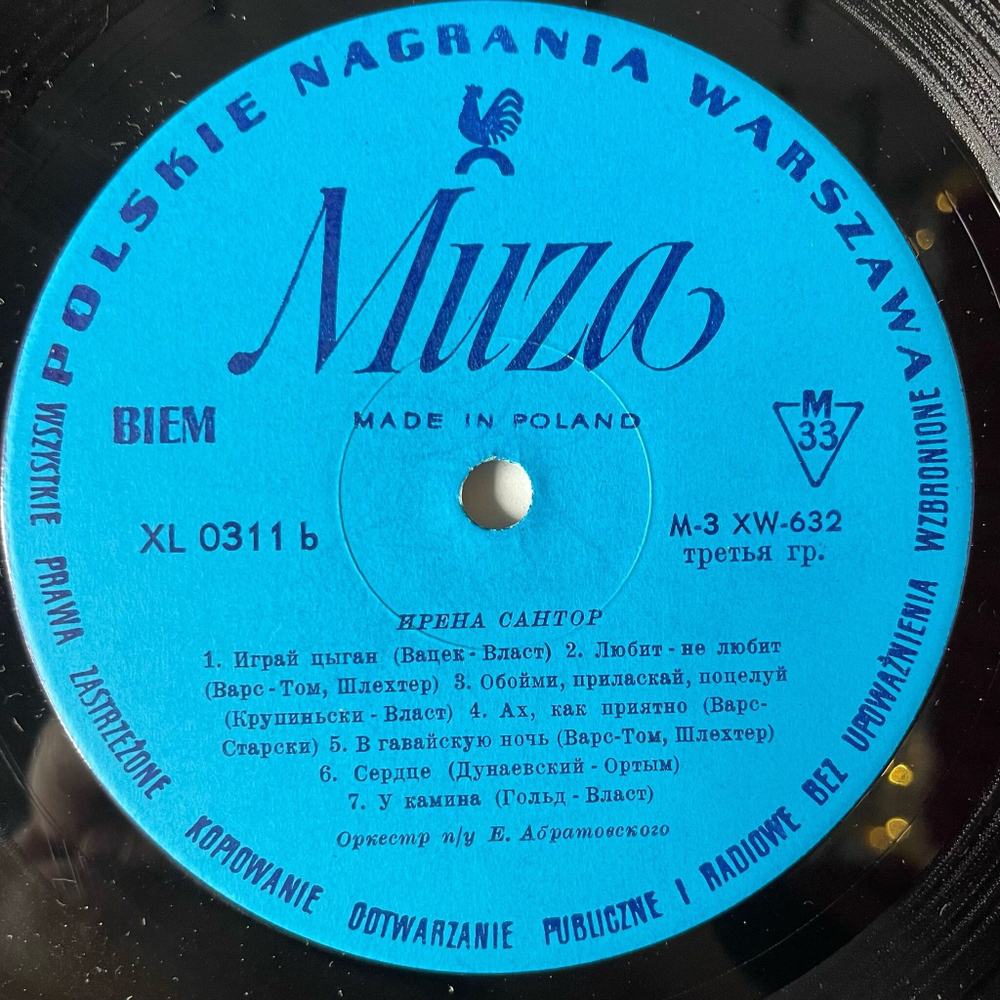 POLSKIE NAGRANIA WARSZAWA
Muza
BIEM
MADE IN POLAND
M
33
XL 0311 b
M-3 XW-632
третья гр.
ИРЕНА САНТОР
1. Играй цыган (Вацек - Власт) 2. Любит - не любит
(Варс - Том, Шлехтер) 3. Обойми, приласкай, поцелуй
(Крупиньски - Власт) 4. Ах, как приятно (Варс-
Старски) 5. В гавайскую ночь (Варс-Том, Шлехтер)
6. Сердце (Дунаевский - Ортым)
7. У камина (Гольд - Власт)
Оркестр п/у Е. Абратовского
WSZYSTKIE PRAWA ZASTRZEŻONE KOPIOWANIE ODTWARZANIE PUBLICZNE I RADIOWE BEZ UPOWAŻNIENIA WZBRONIONE